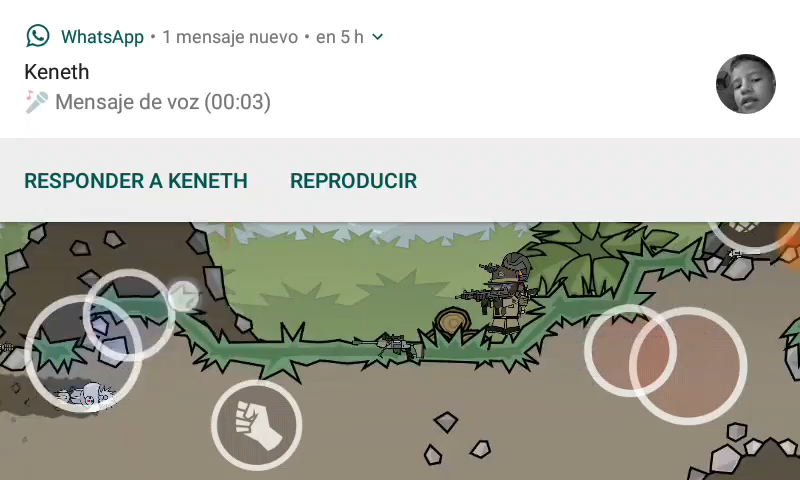 WhatsApp • 1 mensaje nuevo • en 5 h
Keneth
Mensaje de voz (00:03)
RESPONDER A KENETH REPRODUCIR